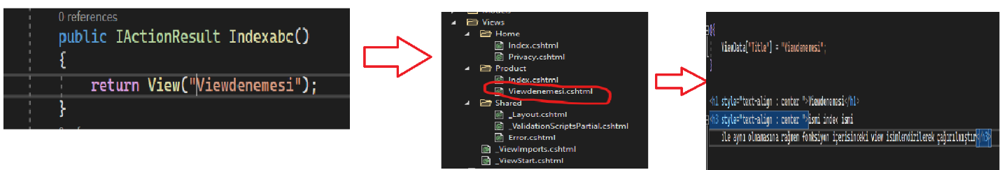 0 references
public IActionResult Indexabc()
{
return View("Viewdenemesi");
}
Views
Home
Index.cshtml
Privacy.cshtml
Product
Index.cshtml
Viewdenemesi.cshtml
Shared
_Layout.cshtml
_ValidationScriptsPartial.cshtml
Error.cshtml
_ViewImports.cshtml
_ViewStart.cshtml
@{
ViewData["Title"] = "Viewdenemesi";
}
<h1 style="text-align : center ">Viewdenemesi</h1>
<h3 style="text-align : center ">ismi index ismi
ile aynı olmamasına rağmen fonksiyon içerisindeki view isimlendirilerek çağırılmıştır</h3>